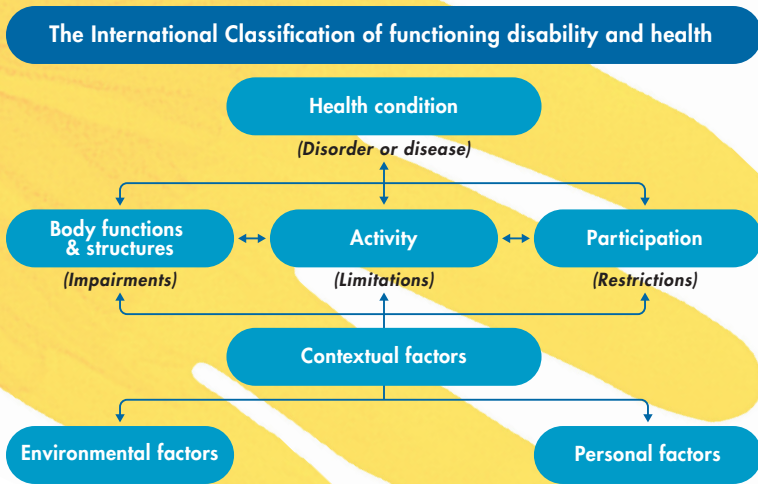 The International Classification of functioning disability and health
Health condition
(Disorder or disease)
Body functions
& structures
Activity
Participation
(Impairments)
(Limitations)
(Restrictions)
Contextual factors
Environmental factors
Personal factors